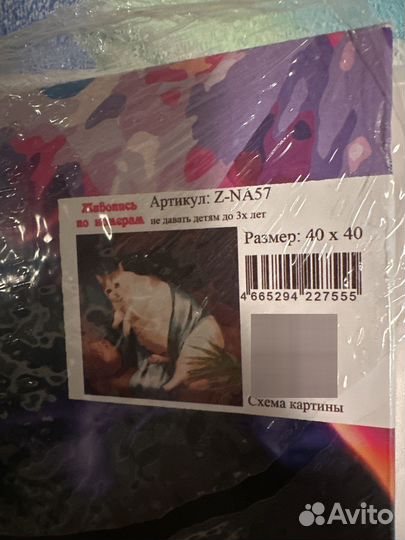 Живопись
по номерам
Артикул: Z-NA57
не давать детям до 3х лет
Размер: 40 x 40
4 665294 227555
Схема картины
Avito